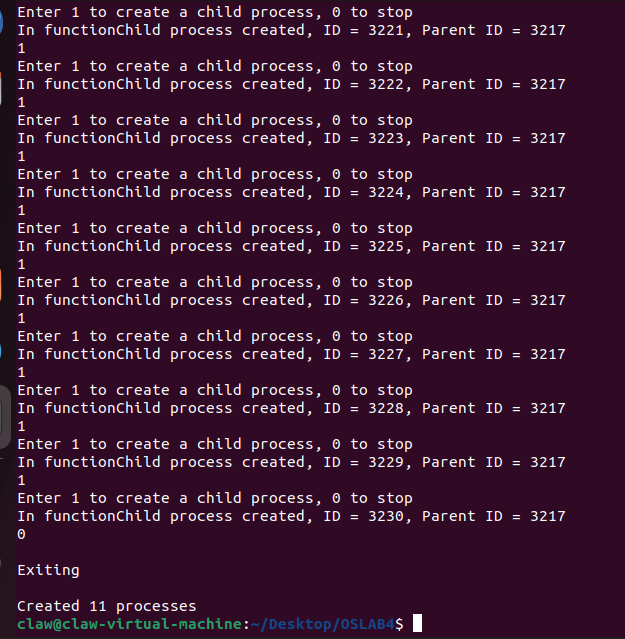 Enter 1 to create a child process, 0 to stop
In functionChild process created, ID = 3221, Parent ID = 3217
1
Enter 1 to create a child process, 0 to stop
In functionChild process created, ID = 3222, Parent ID = 3217
1
Enter 1 to create a child process, 0 to stop
In functionChild process created, ID = 3223, Parent ID = 3217
1
Enter 1 to create a child process, 0 to stop
In functionChild process created, ID = 3224, Parent ID = 3217
1
Enter 1 to create a child process, 0 to stop
In functionChild process created, ID = 3225, Parent ID = 3217
1
Enter 1 to create a child process, 0 to stop
In functionChild process created, ID = 3226, Parent ID = 3217
1
Enter 1 to create a child process, 0 to stop
In functionChild process created, ID = 3227, Parent ID = 3217
1
Enter 1 to create a child process, 0 to stop
In functionChild process created, ID = 3228, Parent ID = 3217
1
Enter 1 to create a child process, 0 to stop
In functionChild process created, ID = 3229, Parent ID = 3217
1
Enter 1 to create a child process, 0 to stop
In functionChild process created, ID = 3230, Parent ID = 3217
0
Exiting
Created 11 processes
claw@claw-virtual-machine:~/Desktop/OSLAB4$